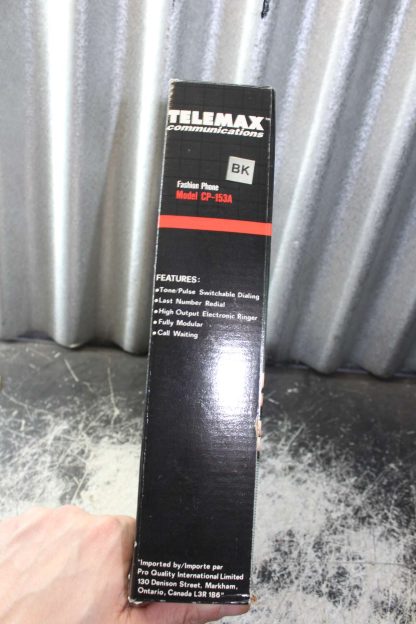 TELEMAX
communications
BK
Fashion Phone
Model CP-153A
FEATURES:
•Tone/Pulse Switchable Dialing
•Last Number Redial
•High Output Electronic Ringer
•Fully Modular
•Call Waiting
"Imported by/Importe par
Pro Quality International Limited
130 Denison Street, Markham,
Ontario, Canada L3R 1B6"